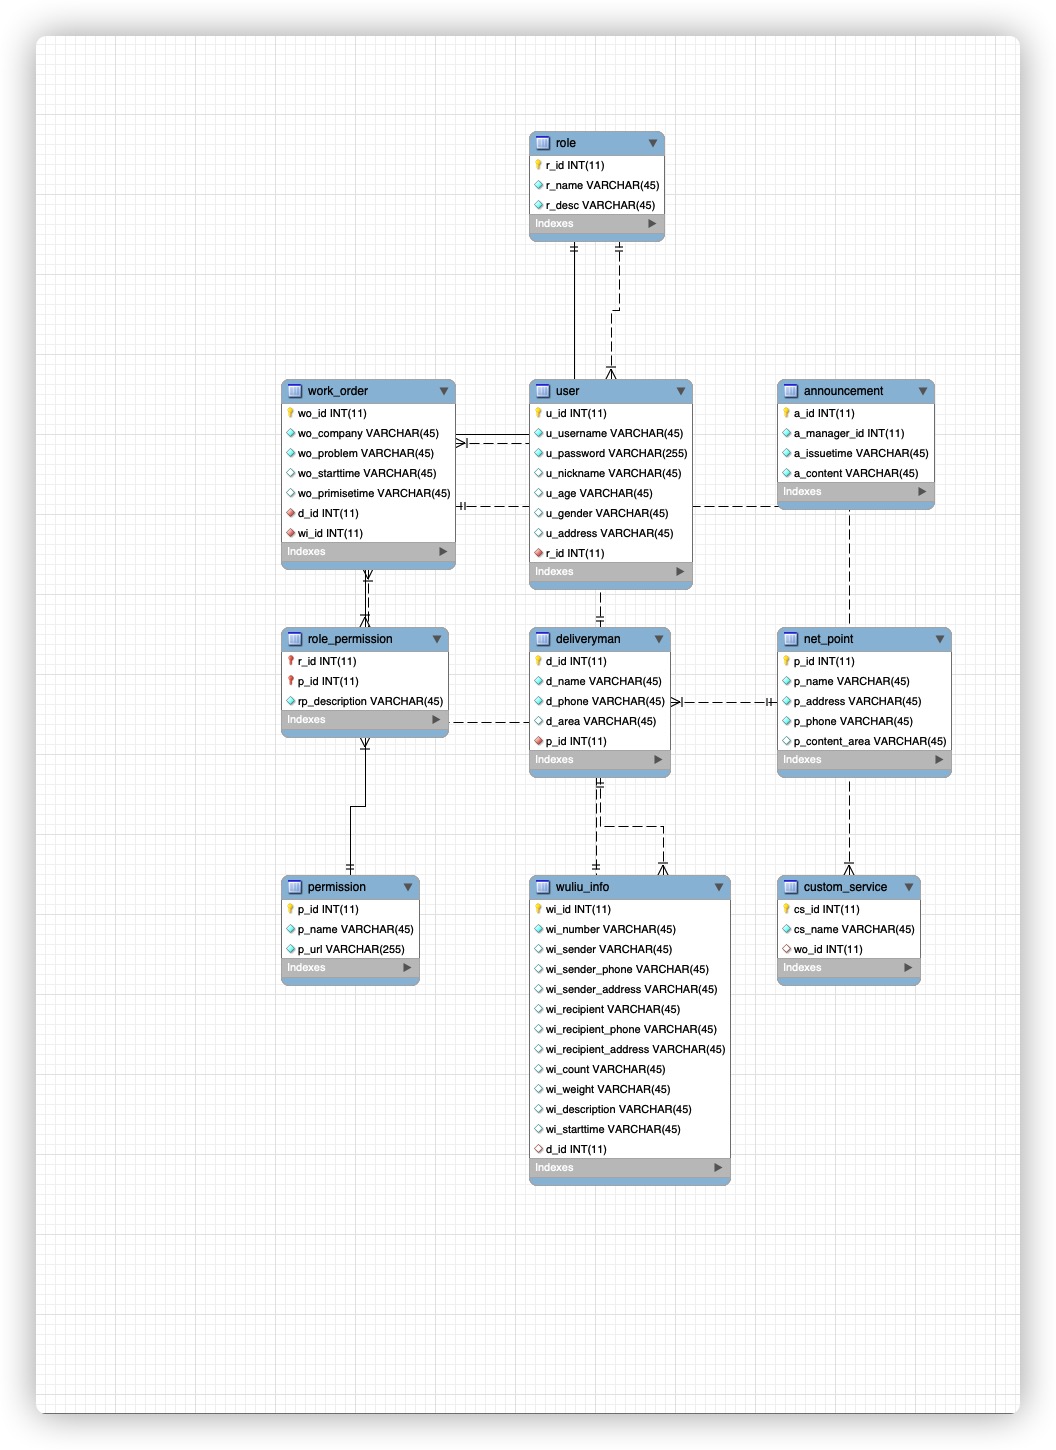 role
r_id INT(11)
r_name VARCHAR(45)
r_desc VARCHAR(45)
Indexes
work_order
wo_id INT(11)
wo_company VARCHAR(45)
wo_problem VARCHAR(45)
wo_starttime VARCHAR(45)
wo_primisetime VARCHAR(45)
d_id INT(11)
wi_id INT(11)
Indexes
user
u_id INT(11)
u_username VARCHAR(45)
u_password VARCHAR(255)
u_nickname VARCHAR(45)
u_age VARCHAR(45)
u_gender VARCHAR(45)
u_address VARCHAR(45)
r_id INT(11)
Indexes
announcement
a_id INT(11)
a_manager_id INT(11)
a_issuetime VARCHAR(45)
a_content VARCHAR(45)
Indexes
role_permission
r_id INT(11)
p_id INT(11)
rp_description VARCHAR(45)
Indexes
deliveryman
d_id INT(11)
d_name VARCHAR(45)
d_phone VARCHAR(45)
d_area VARCHAR(45)
p_id INT(11)
Indexes
net_point
p_id INT(11)
p_name VARCHAR(45)
p_address VARCHAR(45)
p_phone VARCHAR(45)
p_content_area VARCHAR(45)
Indexes
permission
p_id INT(11)
p_name VARCHAR(45)
p_url VARCHAR(255)
Indexes
wuliu_info
wi_id INT(11)
wi_number VARCHAR(45)
wi_sender VARCHAR(45)
wi_sender_phone VARCHAR(45)
wi_sender_address VARCHAR(45)
wi_recipient VARCHAR(45)
wi_recipient_phone VARCHAR(45)
wi_recipient_address VARCHAR(45)
wi_count VARCHAR(45)
wi_weight VARCHAR(45)
wi_description VARCHAR(45)
wi_starttime VARCHAR(45)
d_id INT(11)
Indexes
custom_service
cs_id INT(11)
cs_name VARCHAR(45)
wo_id INT(11)
Indexes